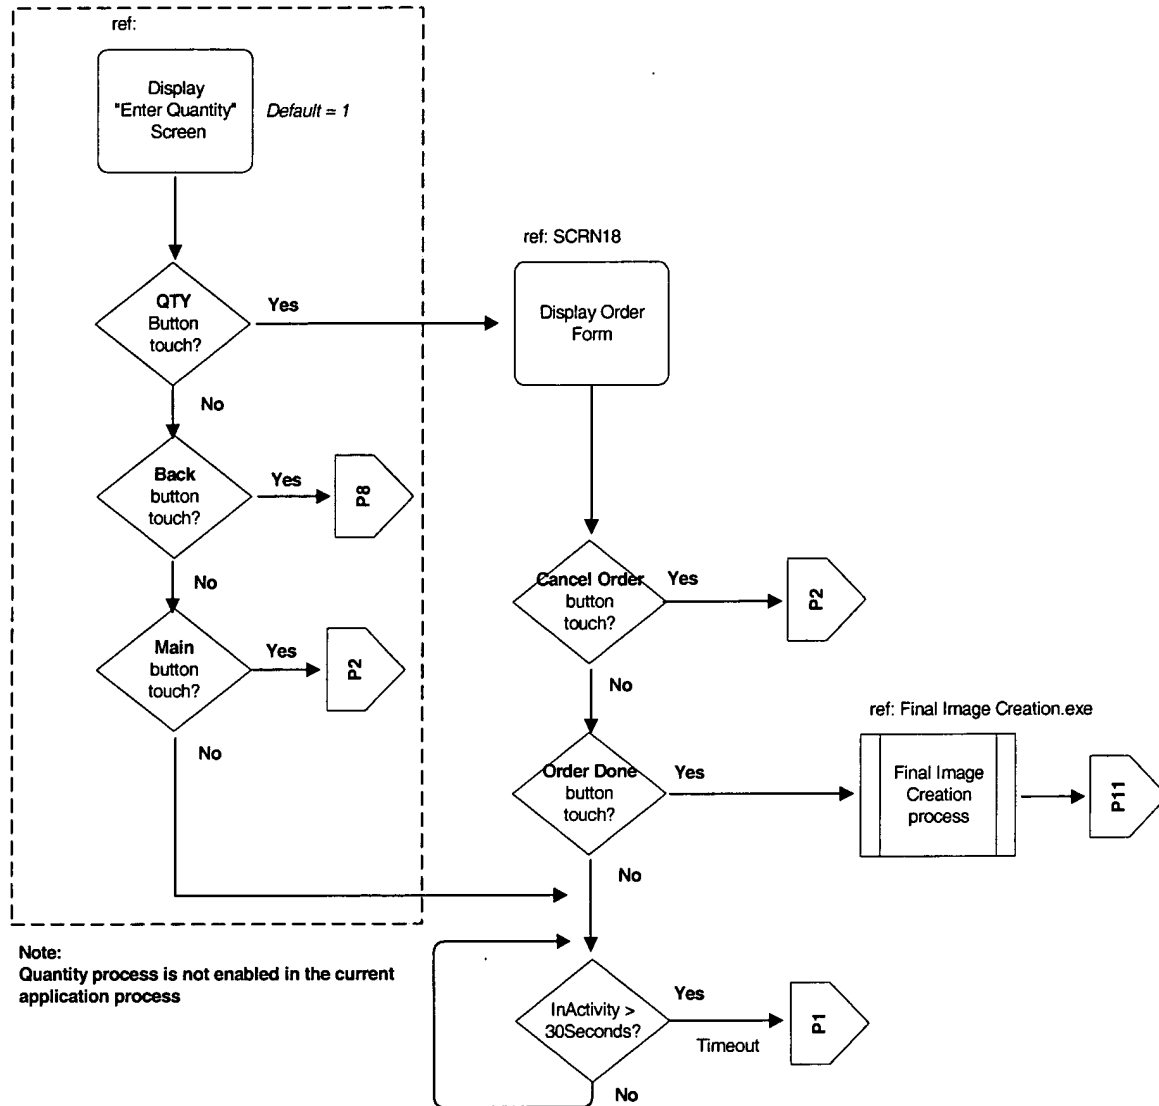 ref:
Display
"Enter Quantity"
Screen
Default = 1
QTY
Button
touch?
Yes
No
Back
button
touch?
Yes
P8
No
Main
button
touch?
Yes
P2
No
Note:
Quantity process is not enabled in the current
application process
ref: SCRN18
Display Order
Form
Cancel Order
button
touch?
Yes
P2
No
Order Done
button
touch?
Yes
ref: Final Image Creation.exe
Final Image
Creation
process
P11
No
InActivity >
30Seconds?
Yes
Timeout
P1
No